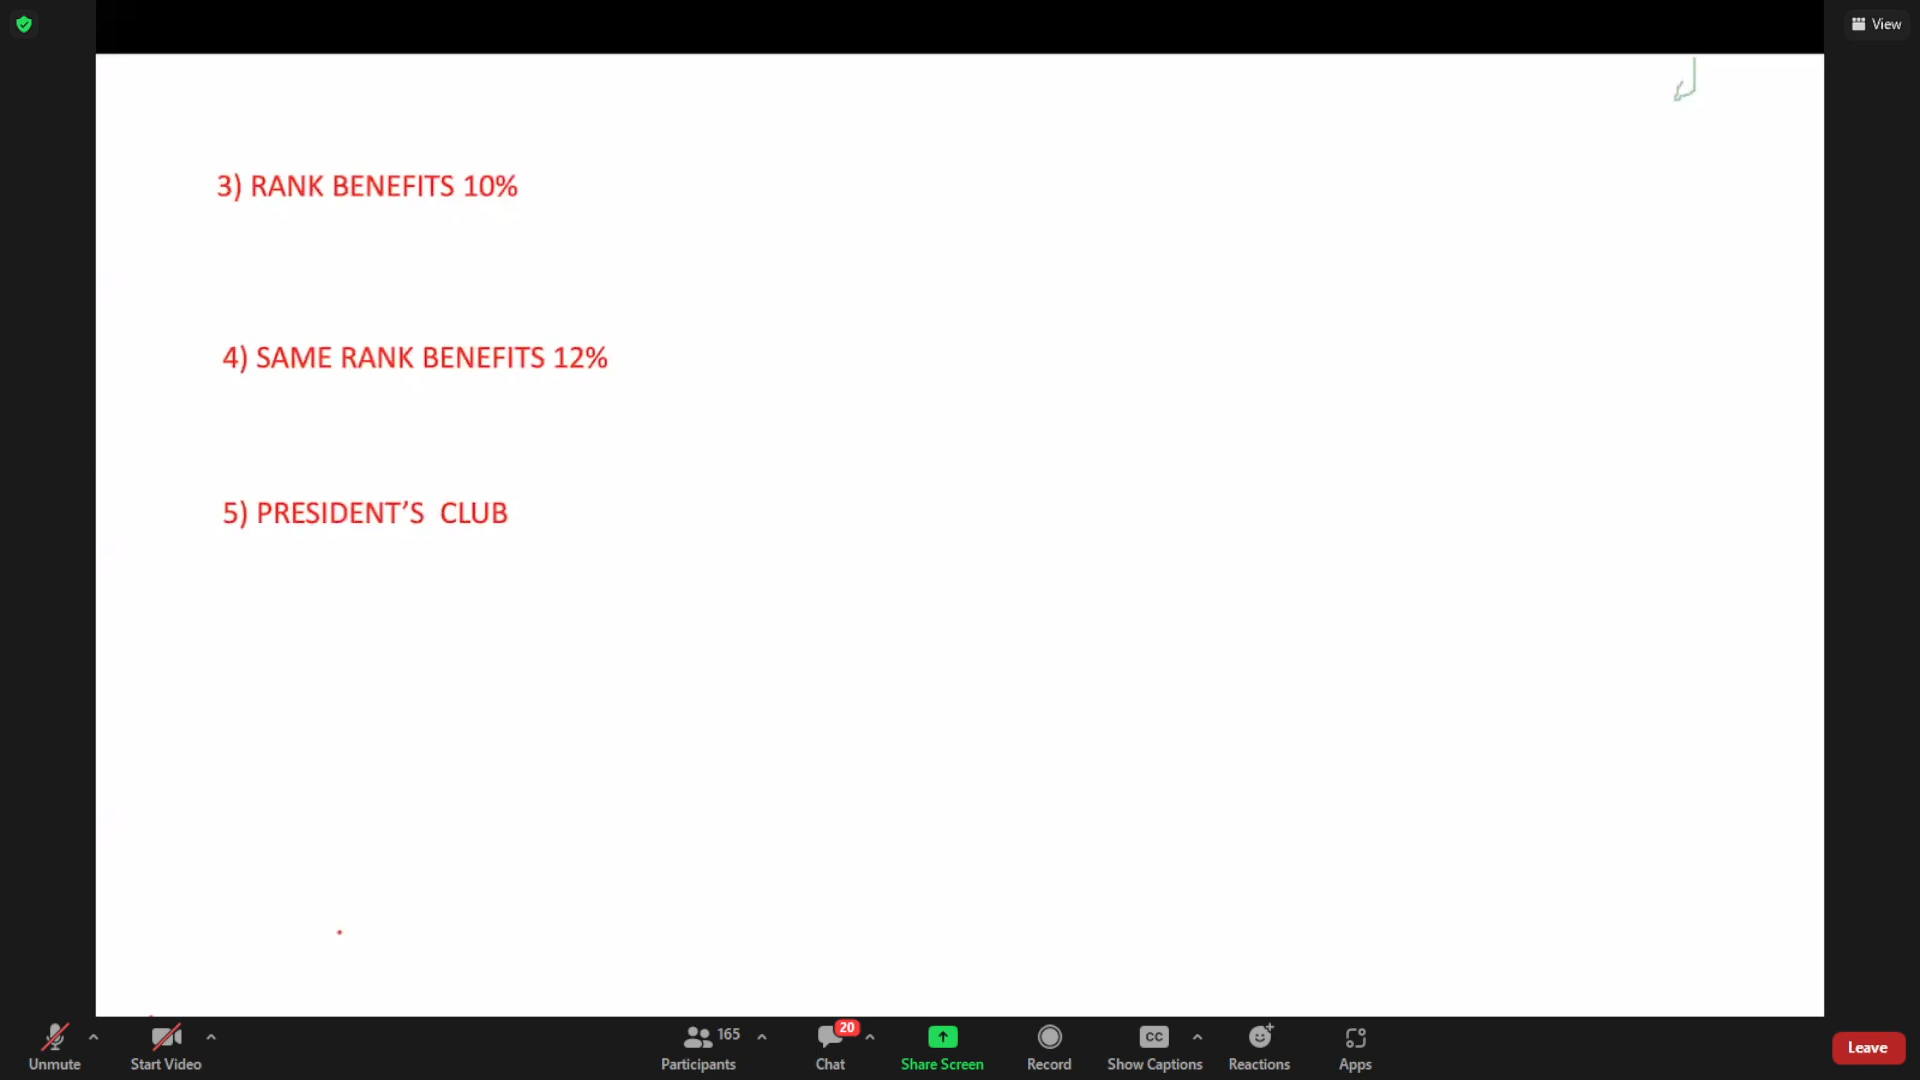 View
3) RANK BENEFITS 10%
4) SAME RANK BENEFITS 12%
5) PRESIDENT’S  CLUB
165
20
CC
Unmute
Start Video
Participants
Chat
Share Screen
Record
Show Captions
Reactions
Apps
Leave